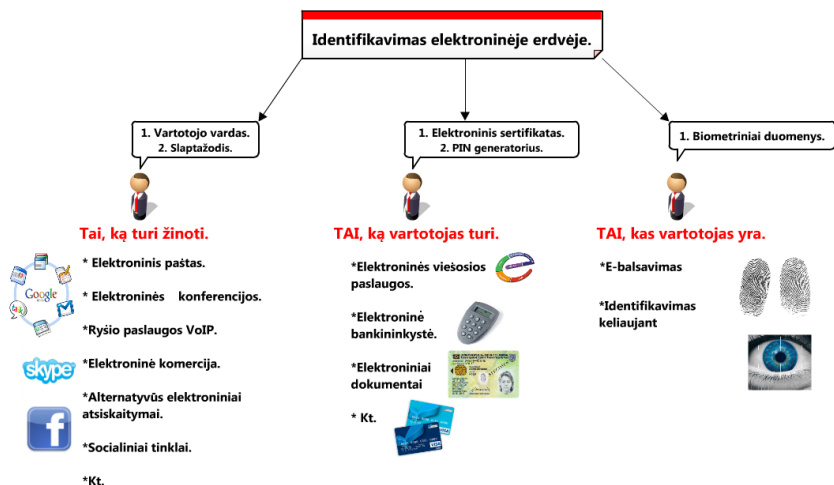 Identifikavimas elektroninėje erdvėje.
1. Vartotojo vardas.
2. Slaptažodis.
1. Elektroninis sertifikatas.
2. PIN generatorius.
1. Biometriniai duomenys.
Tai, ką turi žinoti.
* Elektroninis paštas.
* Elektroninės konferencijos.
*Ryšio paslaugos VoIP.
*Elektroninė komercija.
*Alternatyvūs elektroniniai
atsiskaitymai.
*Socialiniai tinklai.
*Kt.
Google
talk
skype
f
TAI, ką vartotojas turi.
*Elektroninės viešosios
paslaugos.
*Elektroninė
bankininkystė.
*Elektroniniai
dokumentai
* Kt.
VISA
TAI, kas vartotojas yra.
*E-balsavimas
*Identifikavimas
keliaujant